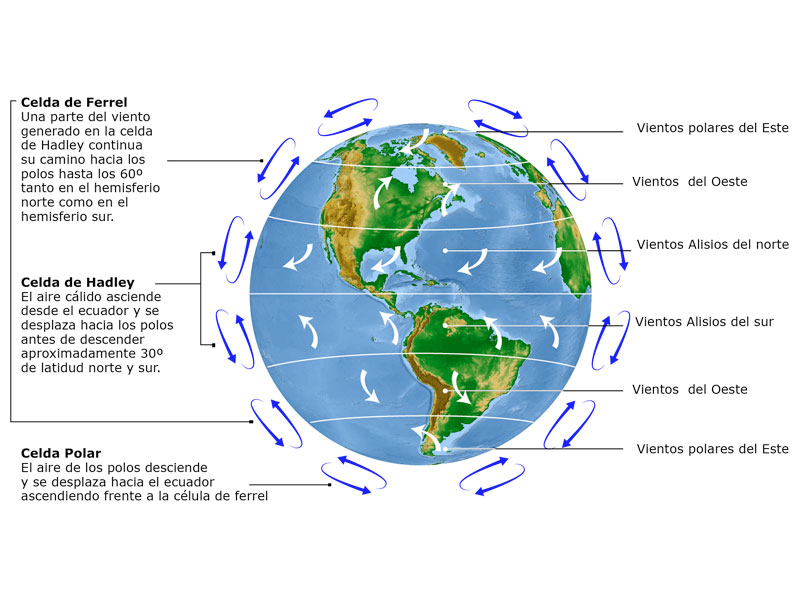 Celda de Ferrel
Una parte del viento
generado en la celda
de Hadley continua
su camino hacia los
polos hasta los 60º
tanto en el hemisferio
norte como en el
hemisferio sur.
Celda de Hadley
El aire cálido asciende
desde el ecuador y se
desplaza hacia los polos
antes de descender
aproximadamente 30º
de latidud norte y sur.
Celda Polar
El aire de los polos desciende
y se desplaza hacia el ecuador
ascendiendo frente a la célula de ferrel
Vientos polares del Este
Vientos del Oeste
Vientos Alisios del norte
Vientos Alisios del sur
Vientos del Oeste
Vientos polares del Este